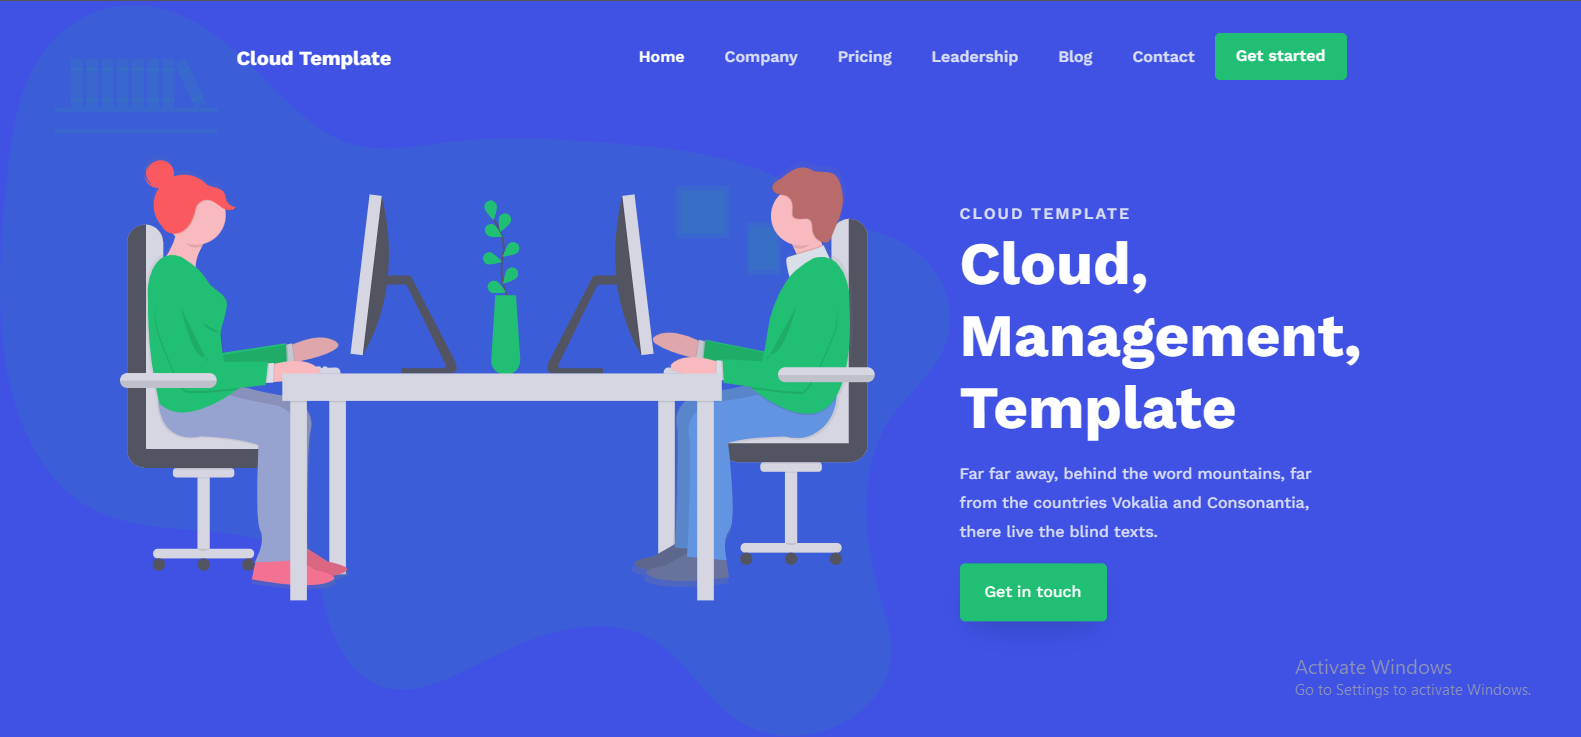 Cloud Template
Home Company Pricing Leadership Blog Contact Get started
CLOUD TEMPLATE
Cloud,
Management,
Template
Far far away, behind the word mountains, far
from the countries Vokalia and Consonantia,
there live the blind texts.
Get in touch
Activate Windows
Go to Settings to activate Windows.